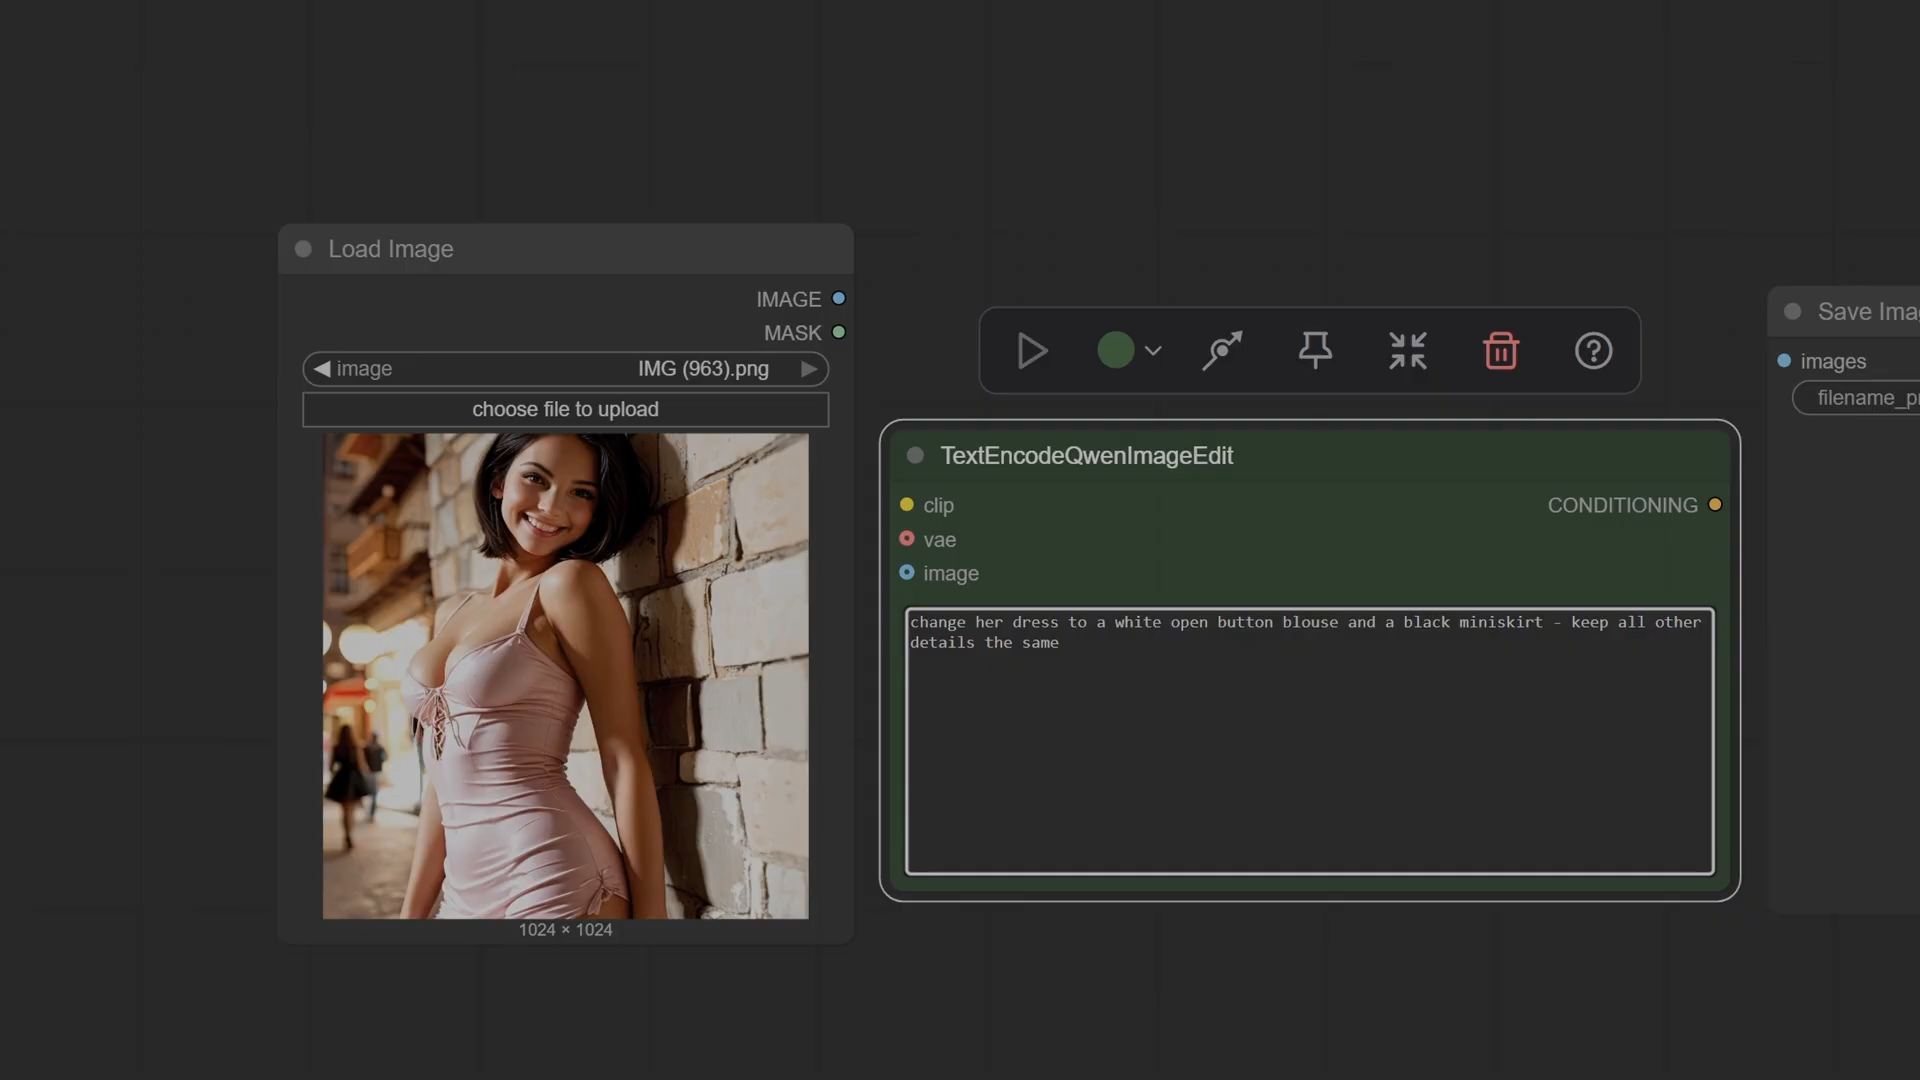 Load Image
IMAGE
MASK
image IMG (963).png
choose file to upload
1024 × 1024
TextEncodeQwenImageEdit
clip
CONDITIONING
vae
image
change her dress to a white open button blouse and a black miniskirt - keep all other
details the same
Save Ima
images
filename_p